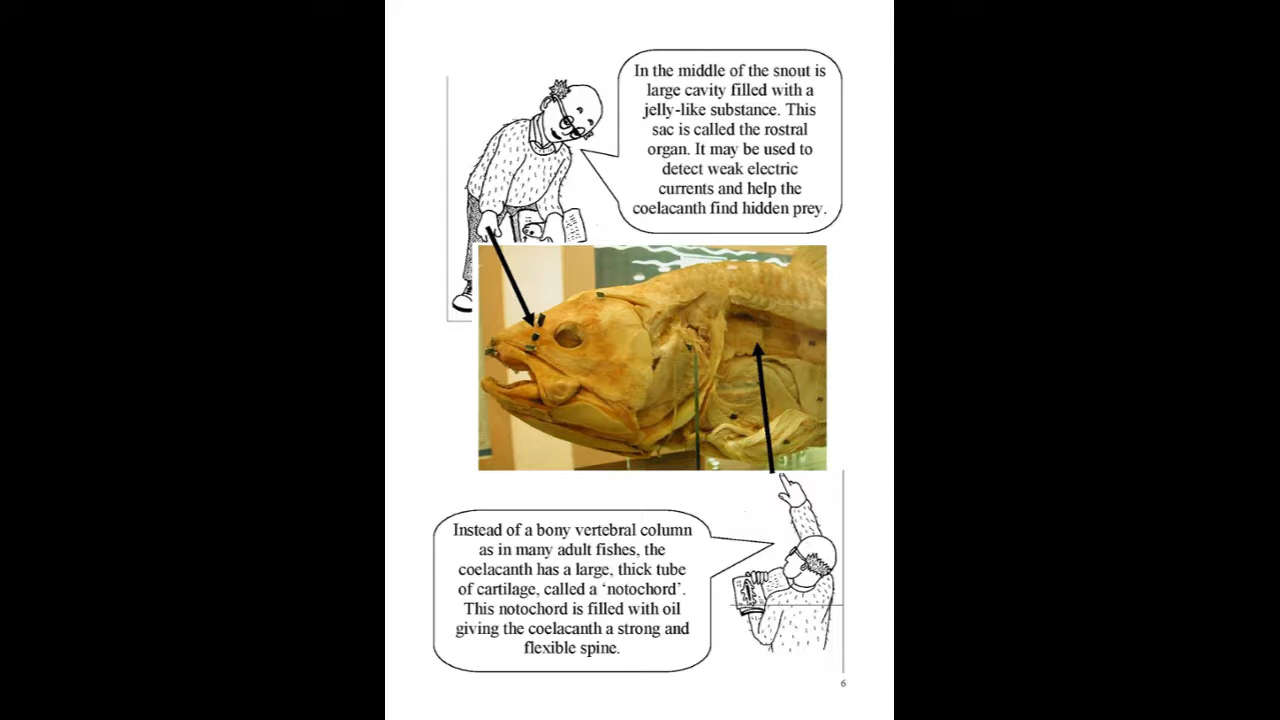 In the middle of the snout is
large cavity filled with a
jelly-like substance. This
sac is called the rostral
organ. It may be used to
detect weak electric
currents and help the
coelacanth find hidden prey.
Instead of a bony vertebral column
as in many adult fishes, the
coelacanth has a large, thick tube
of cartilage, called a ‘notochord’.
This notochord is filled with oil
giving the coelacanth a strong and
flexible spine.
6